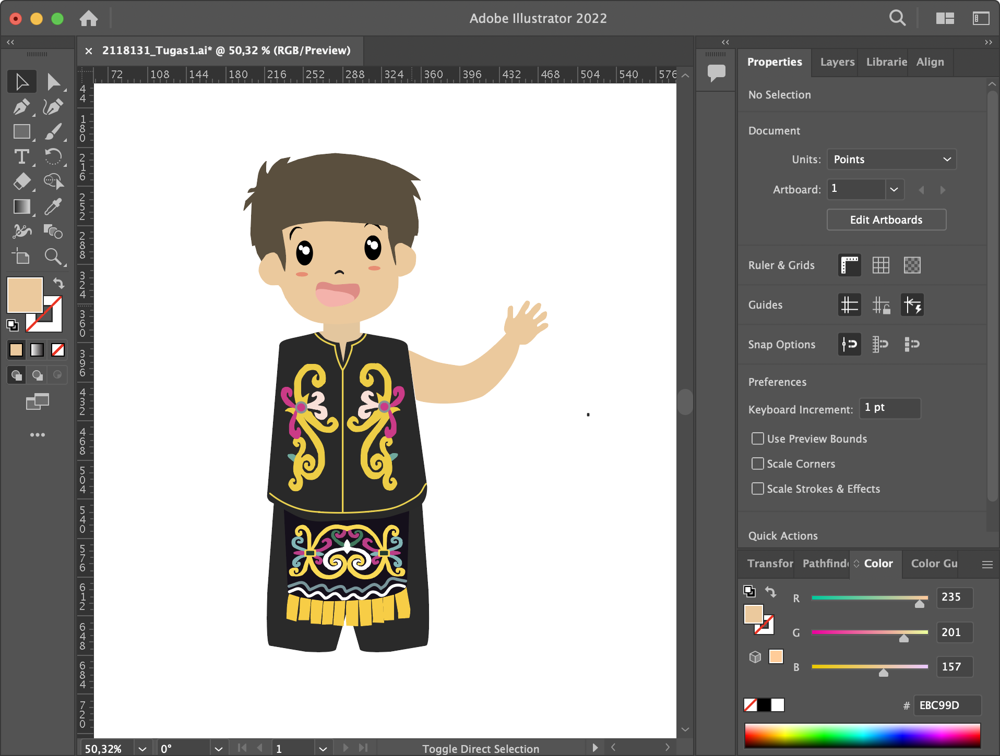 Adobe Illustrator 2022
2118131_Tugas1.ai* @ 50,32 % (RGB/Preview)
72 108 144 180 216 252 288 324 360 396 432 468 504 540 576
44
180
216
252
288
324
360
396
432
468
504
540
576
612
648
684
720
Properties Layers Librarie Align
No Selection
Document
Units: Points
Artboard: 1
Edit Artboards
Ruler & Grids
Guides
Snap Options
Preferences
Keyboard Increment: 1 pt
Use Preview Bounds
Scale Corners
Scale Strokes & Effects
Quick Actions
Transfor Pathfind Color Color Gu
R 235
G 201
B 157
# EBC99D
50,32% 0° 1 Toggle Direct Selection